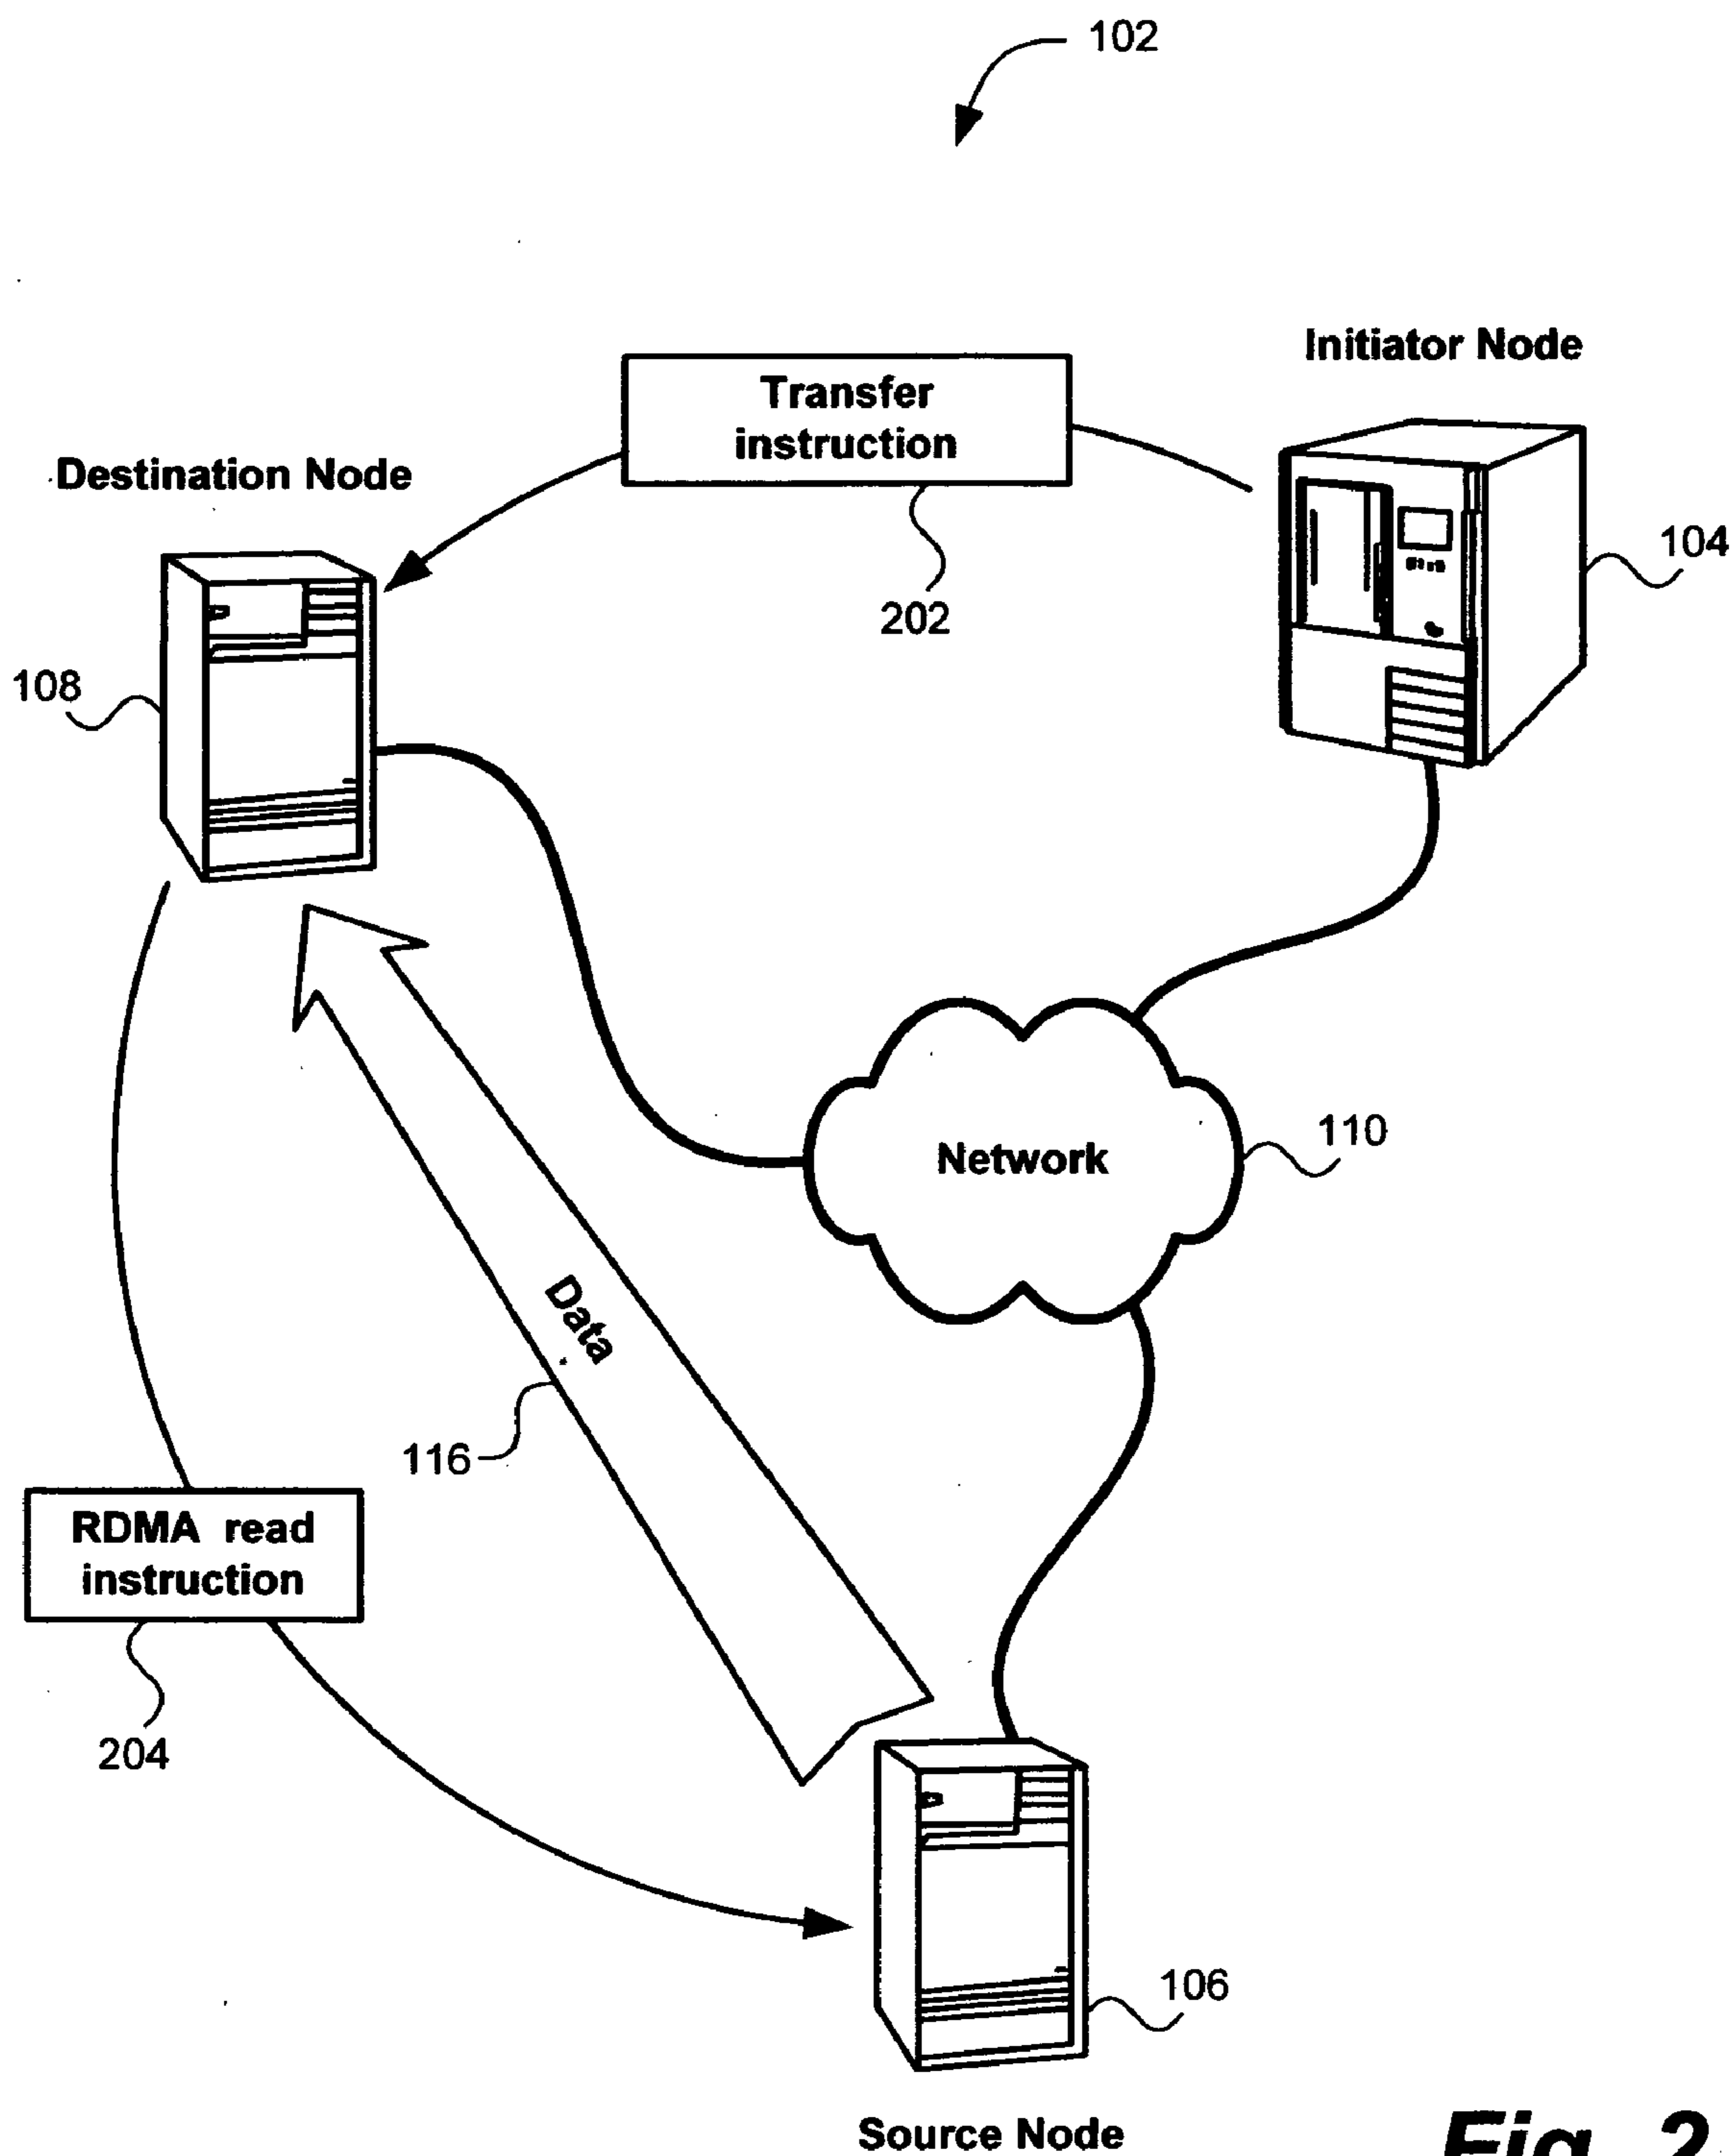 102
Initiator Node
Transfer
instruction
Destination Node
104
202
108
110
Network
Data
116
RDMA read
instruction
204
106
Source Node
Fig. 2